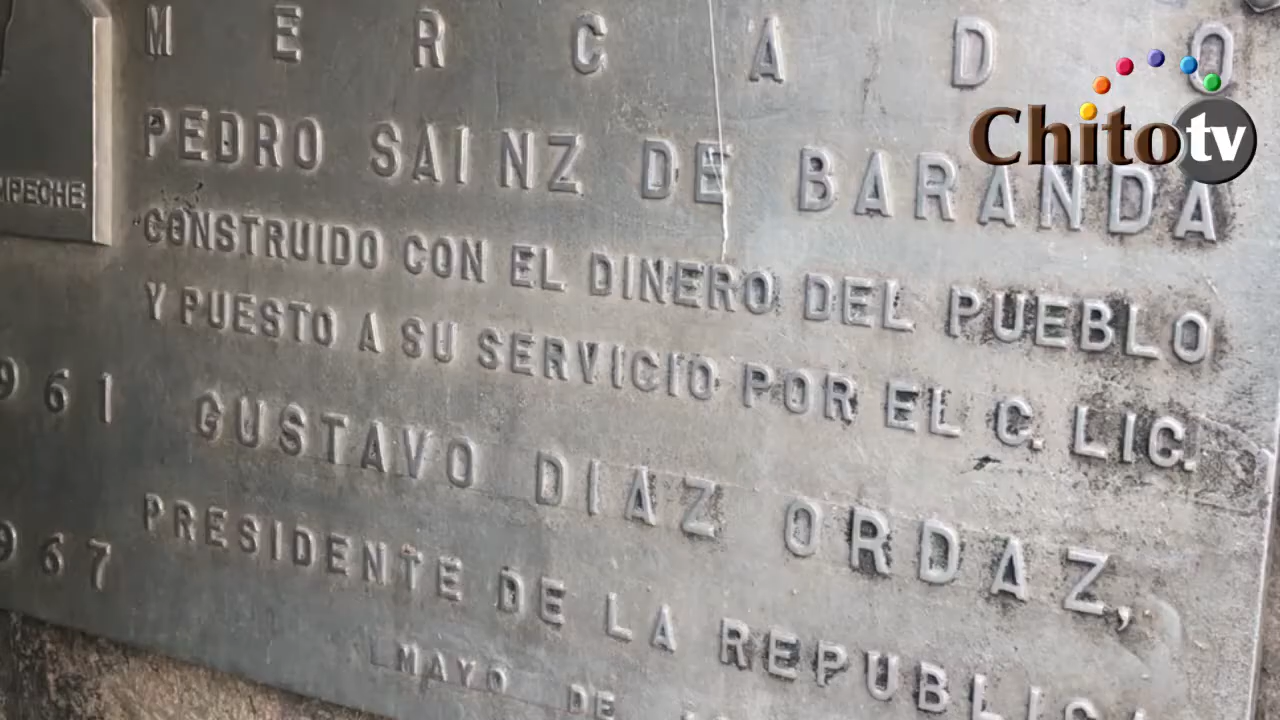 MERCADO
PEDRO SAINZ DE BARANDA
CONSTRUIDO CON EL DINERO DEL PUEBLO
Y PUESTO A SU SERVICIO POR EL C. LIC.
GUSTAVO DIAZ ORDAZ,
PRESIDENTE DE LA REPUBLICA
MAYO DE
MPECHE
961
967
Chito tv